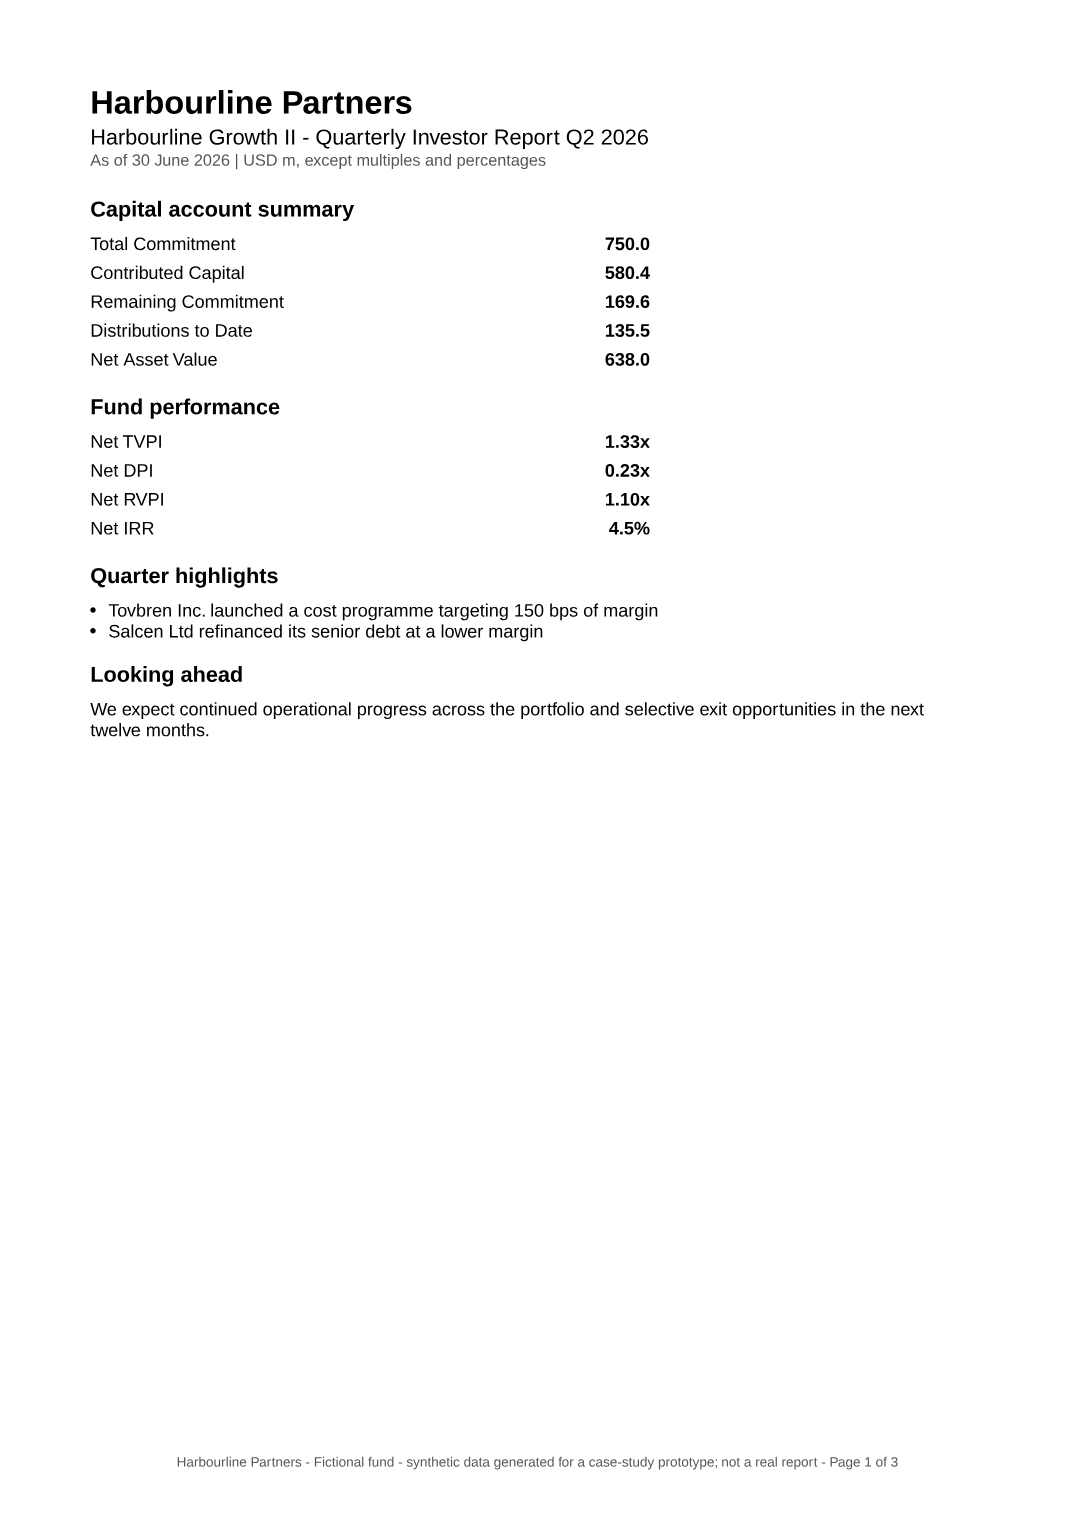 Harbourline Partners
Harbourline Growth II - Quarterly Investor Report Q2 2026
As of 30 June 2026 | USD m, except multiples and percentages
Capital account summary
Total Commitment 750.0
Contributed Capital 580.4
Remaining Commitment 169.6
Distributions to Date 135.5
Net Asset Value 638.0
Fund performance
Net TVPI 1.33x
Net DPI 0.23x
Net RVPI 1.10x
Net IRR 4.5%
Quarter highlights
• Tovbren Inc. launched a cost programme targeting 150 bps of margin
• Salcen Ltd refinanced its senior debt at a lower margin
Looking ahead
We expect continued operational progress across the portfolio and selective exit opportunities in the next
twelve months.
Harbourline Partners - Fictional fund - synthetic data generated for a case-study prototype; not a real report - Page 1 of 3